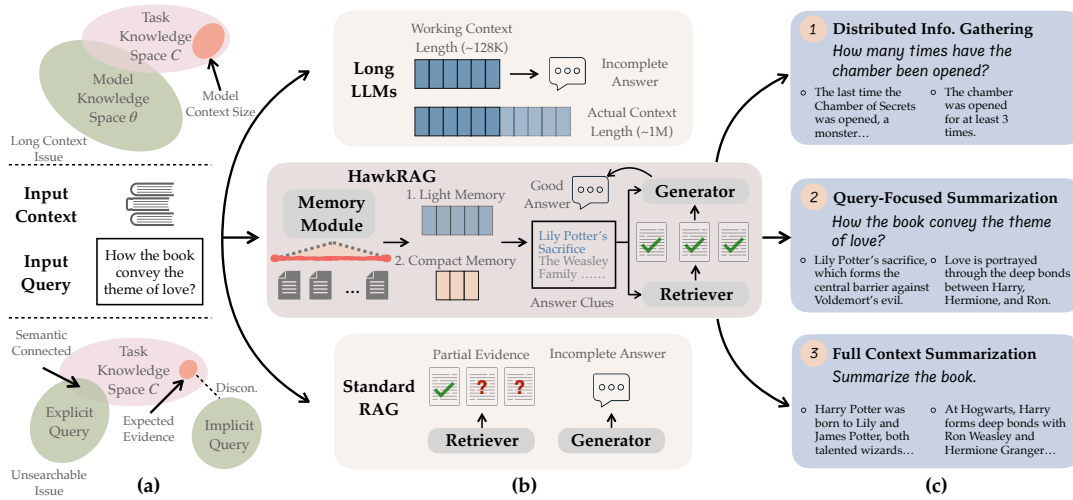 Task
Knowledge
Space C
Model
Knowledge
Space θ
Model
Context Size
Long Context
Issue
Input
Context
Input
Query
How the book
convey the
theme of love?
Semantic
Connected
Task
Knowledge
Space C
Discon.
Explicit
Query
Expected
Evidence
Implicit
Query
Unsearchable
Issue
(a)
Working Context
Length (~128K)
Long
LLMs
Incomplete
Answer
Actual Context
Length (~1M)
HawkRAG
Memory
Module
...
1. Light Memory
2. Compact Memory
Good
Answer
Generator
Lily Potter's
Sacrifice
The Weasley
Family ……
Answer Clues
Retriever
Standard
RAG
Partial Evidence
? ?
Retriever
Incomplete Answer
Generator
(b)
1 Distributed Info. Gathering
How many times have the
chamber been opened?
The last time the
Chamber of Secrets
was opened, a
monster…
The chamber
was opened
for at least 3
times.
2 Query-Focused Summarization
How the book convey the theme
of love?
Lily Potter's sacrifice,
which forms the
central barrier against
Voldemort's evil.
Love is portrayed
through the deep bonds
between Harry,
Hermione, and Ron.
3 Full Context Summarization
Summarize the book.
Harry Potter was
born to Lily and
James Potter, both
talented wizards…
At Hogwarts, Harry
forms deep bonds with
Ron Weasley and
Hermione Granger…
(c)